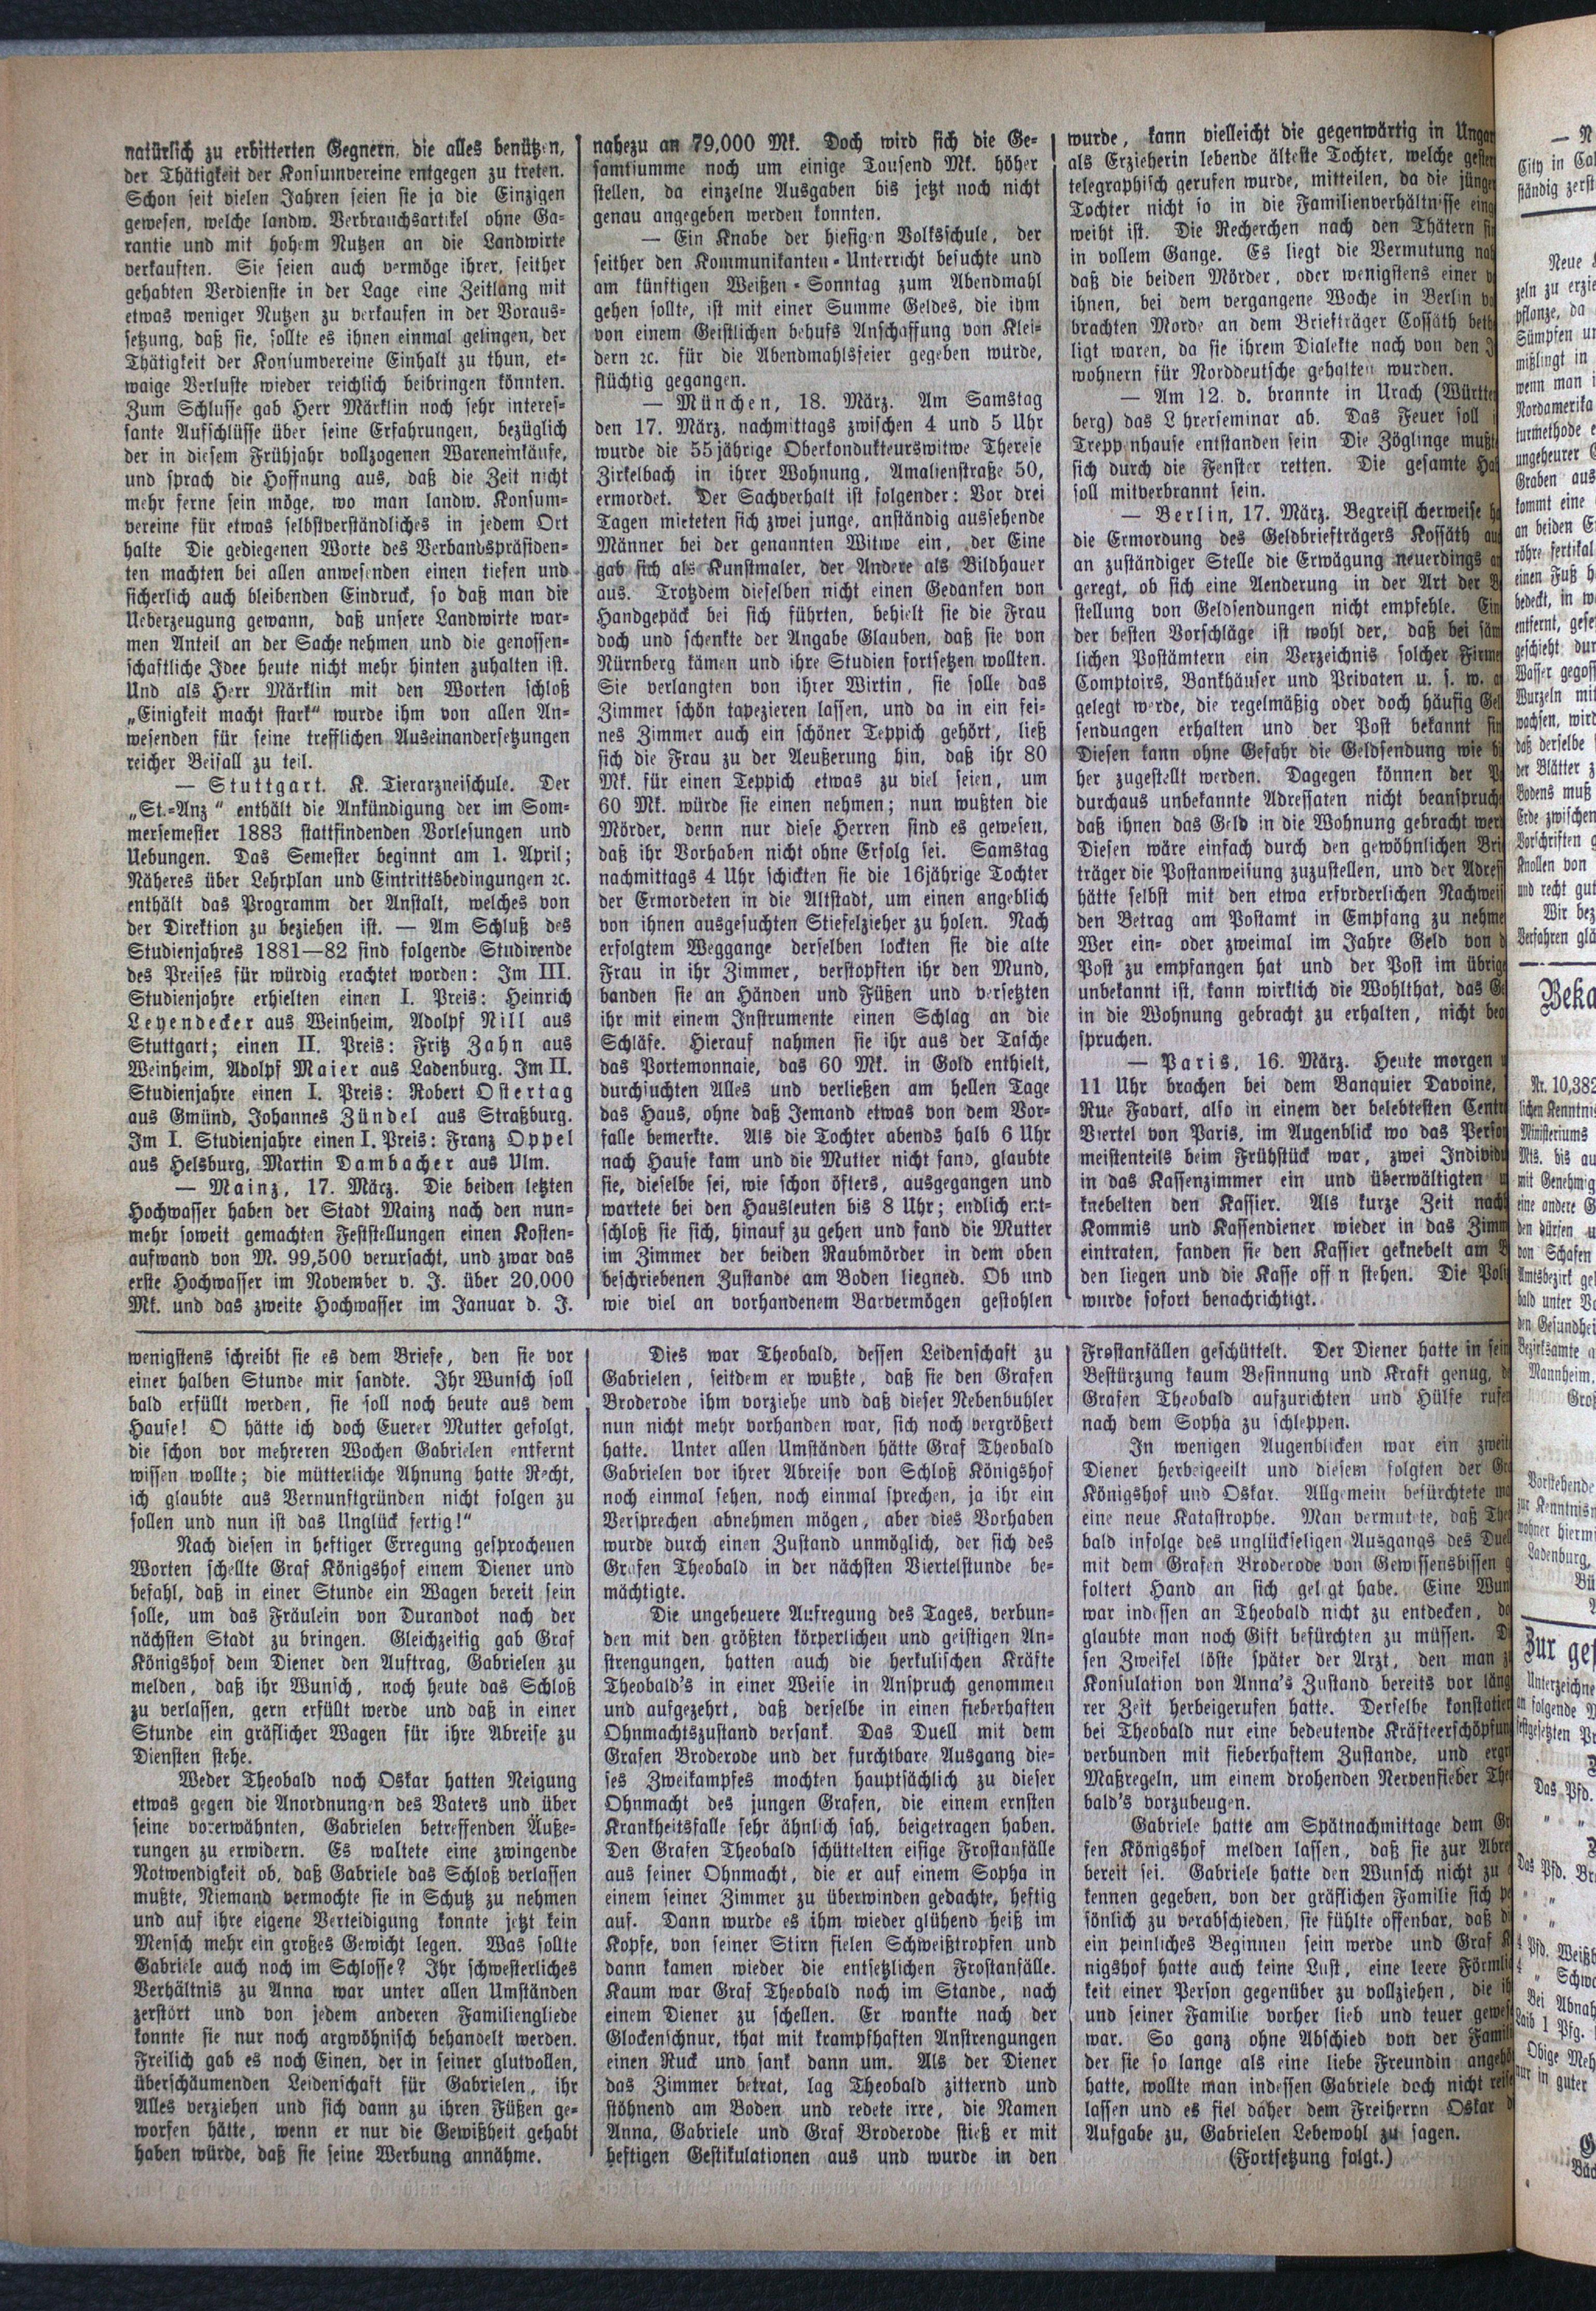 natürlich zu erbitterten Gegnern, die alles benützen,
der Thätigkeit der Konsumvereine entgegen zu treten.
Schon seit vielen Jahren seien sie ja die Einzigen
gewesen, welche landw. Verbrauchsartikel ohne Ga-
rantie und mit hohem Nutzen an die Landwirte
verkauften. Sie seien auch vermöge ihrer, seither
gehabten Verdienste in der Lage eine Zeitlang mit
etwas weniger Nutzen zu verkaufen in der Voraus-
setzung, daß sie, sollte es ihnen einmal gelingen, der
Thätigkeit der Konsumvereine Einhalt zu thun, et-
waige Verluste wieder reichlich beibringen könnten.
Zum Schlusse gab Herr Märklin noch sehr interes-
sante Aufschlüsse über seine Erfahrungen, bezüglich
der in diesem Frühjahr vollzogenen Wareneinkäufe,
und sprach die Hoffnung aus, daß die Zeit nicht
mehr ferne sein möge, wo man landw. Konsum-
vereine für etwas selbstverständliches in jedem Ort
halte Die gediegenen Worte des Verbandspräsiden-
ten machten bei allen anwesenden einen tiefen und
sicherlich auch bleibenden Eindruck, so daß man die
Ueberzeugung gewann, daß unsere Landwirte war-
men Anteil an der Sache nehmen und die genossen-
schaftliche Idee heute nicht mehr hinten zuhalten ist.
Und als Herr Märklin mit den Worten schloß
„Einigkeit macht stark“ wurde ihm von allen An-
wesenden für seine trefflichen Auseinandersetzungen
reicher Beifall zu teil.
— Stuttgart. K. Tierarzneischule. Der
„St.-Anz “ enthält die Ankündigung der im Som-
mersemester 1883 stattfindenden Vorlesungen und
Uebungen. Das Semester beginnt am 1. April;
Näheres über Lehrplan und Eintrittsbedingungen ꝛc.
enthält das Programm der Anstalt, welches von
der Direktion zu beziehen ist. — Am Schluß des
Studienjahres 1881—82 sind folgende Studirende
des Preises für würdig erachtet worden: Im III.
Studienjahre erhielten einen I. Preis: Heinrich
Leyendecker aus Weinheim, Adolpf Nill aus
Stuttgart; einen II. Preis: Fritz Zahn aus
Weinheim, Adolpf Maier aus Ladenburg. Im II.
Studienjahre einen I. Preis: Robert Ostertag
aus Gmünd, Johannes Zündel aus Straßburg.
Im I. Studienjahre einen I. Preis: Franz Oppel
aus Helsburg, Martin Dambacher aus Ulm.
— Mainz, 17. März. Die beiden letzten
Hochwasser haben der Stadt Mainz nach den nun-
mehr soweit gemachten Feststellungen einen Kosten-
aufwand von M. 99,500 verursacht, und zwar das
erste Hochwasser im November v. J. über 20,000
Mk. und das zweite Hochwasser im Januar d. J.
nahezu an 79,000 Mk. Doch wird sich die Ge-
samtsumme noch um einige Tausend Mk. höher
stellen, da einzelne Ausgaben bis jetzt noch nicht
genau angegeben werden konnten.
— Ein Knabe der hiesigen Volksschule, der
seither den Kommunikanten-Unterricht besuchte und
am künftigen Weißen-Sonntag zum Abendmahl
gehen sollte, ist mit einer Summe Geldes, die ihm
von einem Geistlichen behufs Anschaffung von Klei-
dern ꝛc. für die Abendmahlsfeier gegeben wurde,
flüchtig gegangen.
— München, 18. März. Am Samstag
den 17. März, nachmittags zwischen 4 und 5 Uhr
wurde die 55jährige Oberkondukteurswitwe Therese
Zirkelbach in ihrer Wohnung, Amalienstraße 50,
ermordet. Der Sachverhalt ist folgender: Vor drei
Tagen mieteten sich zwei junge, anständig aussehende
Männer bei der genannten Witwe ein, der Eine
gab sich als Kunstmaler, der Andere als Bildhauer
aus. Trotzdem dieselben nicht einen Gedanken von
Handgepäck bei sich führten, behielt sie die Frau
doch und schenkte der Angabe Glauben, daß sie von
Nürnberg kämen und ihre Studien fortsetzen wollten.
Sie verlangten von ihrer Wirtin, sie solle das
Zimmer schön tapezieren lassen, und da in ein fei-
nes Zimmer auch ein schöner Teppich gehört, ließ
sich die Frau zu der Aeußerung hin, daß ihr 80
Mk. für einen Teppich etwas zu viel seien, um
60 Mk. würde sie einen nehmen; nun wußten die
Mörder, denn nur diese Herren sind es gewesen,
daß ihr Vorhaben nicht ohne Erfolg sei. Samstag
nachmittags 4 Uhr schickten sie die 16jährige Tochter
der Ermordeten in die Altstadt, um einen angeblich
von ihnen ausgesuchten Stiefelzieher zu holen. Nach
erfolgtem Weggange derselben lockten sie die alte
Frau in ihr Zimmer, verstopften ihr den Mund,
banden sie an Händen und Füßen und versetzten
ihr mit einem Instrumente einen Schlag an die
Schläfe. Hierauf nahmen sie ihr aus der Tasche
das Portemonnaie, das 60 Mk. in Gold enthielt,
durchsuchten Alles und verließen am hellen Tage
das Haus, ohne daß Jemand etwas von dem Vor-
falle bemerkte. Als die Tochter abends halb 6 Uhr
nach Hause kam und die Mutter nicht fand, glaubte
sie, dieselbe sei, wie schon öfters, ausgegangen und
wartete bei den Hausleuten bis 8 Uhr; endlich ent-
schloß sie sich, hinauf zu gehen und fand die Mutter
im Zimmer der beiden Raubmörder in dem oben
beschriebenen Zustande am Boden liegned. Ob und
wie viel an vorhandenem Barvermögen gestohlen
wurde, kann vielleicht die gegenwärtig in Ungar
als Erzieherin lebende älteste Tochter, welche gestern
telegraphisch gerufen wurde, mitteilen, da die jünge
Tochter nicht so in die Familienverhältnisse eing
weiht ist. Die Recherchen nach den Thätern si
in vollem Gange. Es liegt die Vermutung nah
daß die beiden Mörder, oder wenigstens einer v
ihnen, bei dem vergangene Woche in Berlin v
brachten Morde an dem Briefträger Cossäth beth
ligt waren, da sie ihrem Dialekte nach von den J
wohnern für Norddeutsche gehalten wurden.
— Am 12. d. brannte in Urach (Württe
berg) das L hrerseminar ab. Das Feuer soll i
Trepp nhause entstanden sein Die Zöglinge mußt
sich durch die Fenster retten. Die gesamte Ha
soll mitverbrannt sein.
— Berlin, 17. März. Begreifl cherweise h
die Ermordung des Geldbriefträgers Kossäth au
an zuständiger Stelle die Erwägung neuerdings a
geregt, ob sich eine Aenderung in der Art der B
stellung von Geldsendungen nicht empfehle. Ein
der besten Vorschläge ist wohl der, daß bei säm
lichen Postämtern ein Verzeichnis solcher Firme
Comptoirs, Bankhäuser und Privaten u. s. w. a
gelegt werde, die regelmäßig oder doch häufig Gel
sendungen erhalten und der Post bekannt sin
Diesen kann ohne Gefahr die Geldsendung wie bi
her zugestellt werden. Dagegen können der P
durchaus unbekannte Adressaten nicht beanspruch
daß ihnen das Geld in die Wohnung gebracht wer
Diesen wäre einfach durch den gewöhnlichen Bri
träger die Postanweisung zuzustellen, und der Adress
hätte selbst mit den etwa erforderlichen Nachweis
den Betrag am Postamt in Empfang zu nehme
Wer ein- oder zweimal im Jahre Geld von d
Post zu empfangen hat und der Post im übrige
unbekannt ist, kann wirklich die Wohlthat, das Ge
in die Wohnung gebracht zu erhalten, nicht bea
spruchen.
— Paris, 16. März. Heute morgen u
11 Uhr brachen bei dem Banquier Davoine,
Rue Favart, also in einem der belebtesten Centr
Viertel von Paris, im Augenblick wo das Person
meistenteils beim Frühstück war, zwei Individu
in das Kassenzimmer ein und überwältigten u
knebelten den Kassier. Als kurze Zeit nach
Kommis und Kassendiener wieder in das Zimm
eintraten, fanden sie den Kassier geknebelt am B
den liegen und die Kasse off n stehen. Die Poli
wurde sofort benachrichtigt.
wenigstens schreibt sie es dem Briefe, den sie vor
einer halben Stunde mir sandte. Ihr Wunsch soll
bald erfüllt werden, sie soll noch heute aus dem
Hause! O hätte ich doch Euerer Mutter gefolgt,
die schon vor mehreren Wochen Gabrielen entfernt
wissen wollte; die mütterliche Ahnung hatte Recht,
ich glaubte aus Vernunftgründen nicht folgen zu
sollen und nun ist das Unglück fertig!“
Nach diesen in heftiger Erregung gesprochenen
Worten schellte Graf Königshof einem Diener und
befahl, daß in einer Stunde ein Wagen bereit sein
solle, um das Fräulein von Durandot nach der
nächsten Stadt zu bringen. Gleichzeitig gab Graf
Königshof dem Diener den Auftrag, Gabrielen zu
melden, daß ihr Wunsch, noch heute das Schloß
zu verlassen, gern erfüllt werde und daß in einer
Stunde ein gräflicher Wagen für ihre Abreise zu
Diensten stehe.
Weder Theobald noch Oskar hatten Neigung
etwas gegen die Anordnungen des Vaters und über
seine vorerwähnten, Gabrielen betreffenden Äuße-
rungen zu erwidern. Es waltete eine zwingende
Notwendigkeit ob, daß Gabriele das Schloß verlassen
mußte, Niemand vermochte sie in Schutz zu nehmen
und auf ihre eigene Verteidigung konnte jetzt kein
Mensch mehr ein großes Gewicht legen. Was sollte
Gabriele auch noch im Schlosse? Ihr schwesterliches
Verhältnis zu Anna war unter allen Umständen
zerstört und von jedem anderen Familiengliede
konnte sie nur noch argwöhnisch behandelt werden.
Freilich gab es noch Einen, der in seiner glutvollen,
überschäumenden Leidenschaft für Gabrielen, ihr
Alles verziehen und sich dann zu ihren Füßen ge-
worfen hätte, wenn er nur die Gewißheit gehabt
haben würde, daß sie seine Werbung annähme.
Dies war Theobald, dessen Leidenschaft zu
Gabrielen, seitdem er wußte, daß sie den Grafen
Broderode ihm vorziehe und daß dieser Nebenbuhler
nun nicht mehr vorhanden war, sich noch vergrößert
hatte. Unter allen Umständen hätte Graf Theobald
Gabrielen vor ihrer Abreise von Schloß Königshof
noch einmal sehen, noch einmal sprechen, ja ihr ein
Versprechen abnehmen mögen, aber dies Vorhaben
wurde durch einen Zustand unmöglich, der sich des
Grafen Theobald in der nächsten Viertelstunde be-
mächtigte.
Die ungeheuere Aufregung des Tages, verbun-
den mit den größten körperlichen und geistigen An-
strengungen, hatten auch die herkulischen Kräfte
Theobald's in einer Weise in Anspruch genommen
und aufgezehrt, daß derselbe in einen fieberhaften
Ohnmachtszustand versank. Das Duell mit dem
Grafen Broderode und der furchtbare Ausgang die-
ses Zweikampfes mochten hauptsächlich zu dieser
Ohnmacht des jungen Grafen, die einem ernsten
Krankheitsfalle sehr ähnlich sah, beigetragen haben.
Den Grafen Theobald schüttelten eisige Frostanfälle
aus seiner Ohnmacht, die er auf einem Sopha in
einem seiner Zimmer zu überwinden gedachte, heftig
auf. Dann wurde es ihm wieder glühend heiß im
Kopfe, von seiner Stirn fielen Schweißtropfen und
dann kamen wieder die entsetzlichen Frostanfälle.
Kaum war Graf Theobald noch im Stande, nach
einem Diener zu schellen. Er wankte nach der
Glockenschnur, that mit krampfhaften Anstrengungen
einen Ruck und sank dann um. Als der Diener
das Zimmer betrat, lag Theobald zitternd und
stöhnend am Boden und redete irre, die Namen
Anna, Gabriele und Graf Broderode stieß er mit
heftigen Gestikulationen aus und wurde in den
Frostanfällen geschüttelt. Der Diener hatte in sein
Bestürzung kaum Besinnung und Kraft genug, d
Grafen Theobald aufzurichten und Hülfe rufen
nach dem Sopha zu schleppen.
In wenigen Augenblicken war ein zweit
Diener herbeigeeilt und diesem folgten der Gr
Königshof und Oskar. Allgemein befürchtete ma
eine neue Katastrophe. Man vermutete, daß The
bald infolge des unglückseligen Ausgangs des Duel
mit dem Grafen Broderode von Gewissensbissen g
foltert Hand an sich gel gt habe. Eine Wun
war indessen an Theobald nicht zu entdecken, do
glaubte man noch Gift befürchten zu müssen. D
sen Zweifel löste später der Arzt, den man z
Konsulation von Anna's Zustand bereits vor läng
rer Zeit herbeigerufen hatte. Derselbe konstatier
bei Theobald nur eine bedeutende Kräfteerschöpfun
verbunden mit fieberhaftem Zustande, und ergr
Maßregeln, um einem drohenden Nervenfieber The
bald's vorzubeugen.
Gabriele hatte am Spätnachmittage dem Gr
fen Königshof melden lassen, daß sie zur Abre
bereit sei. Gabriele hatte den Wunsch nicht zu
kennen gegeben, von der gräflichen Familie sich pe
sönlich zu verabschieden, sie fühlte offenbar, daß d
ein peinliches Beginnen sein werde und Graf K
nigshof hatte auch keine Lust, eine leere Förmlic
keit einer Person gegenüber zu vollziehen, die ih
und seiner Familie vorher lieb und teuer gewes
war. So ganz ohne Abschied von der Famili
der sie so lange als eine liebe Freundin angehö
hatte, wollte man indessen Gabriele doch nicht reise
lassen und es fiel daher dem Freiherrn Oskar d
Aufgabe zu, Gabrielen Lebewohl zu sagen.
(Fortsetzung folgt.)